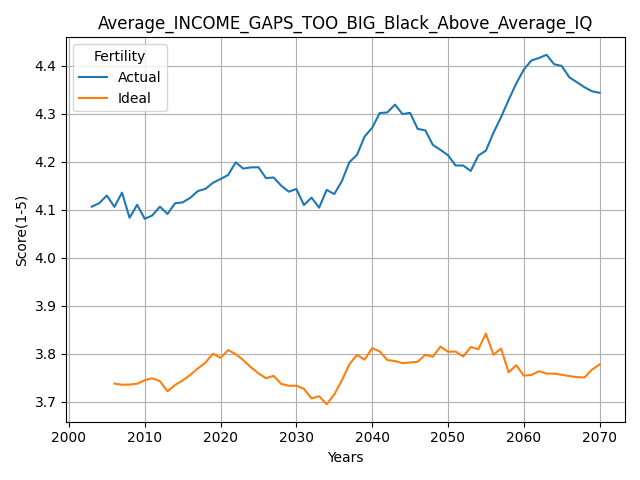 Average_INCOME_GAPS_TOO_BIG_Black_Above_Average_IQ
Fertility
Actual
Ideal
Score(1-5)
4.4
4.3
4.2
4.1
4.0
3.9
3.8
3.7
2000 2010 2020 2030 2040 2050 2060 2070
Years